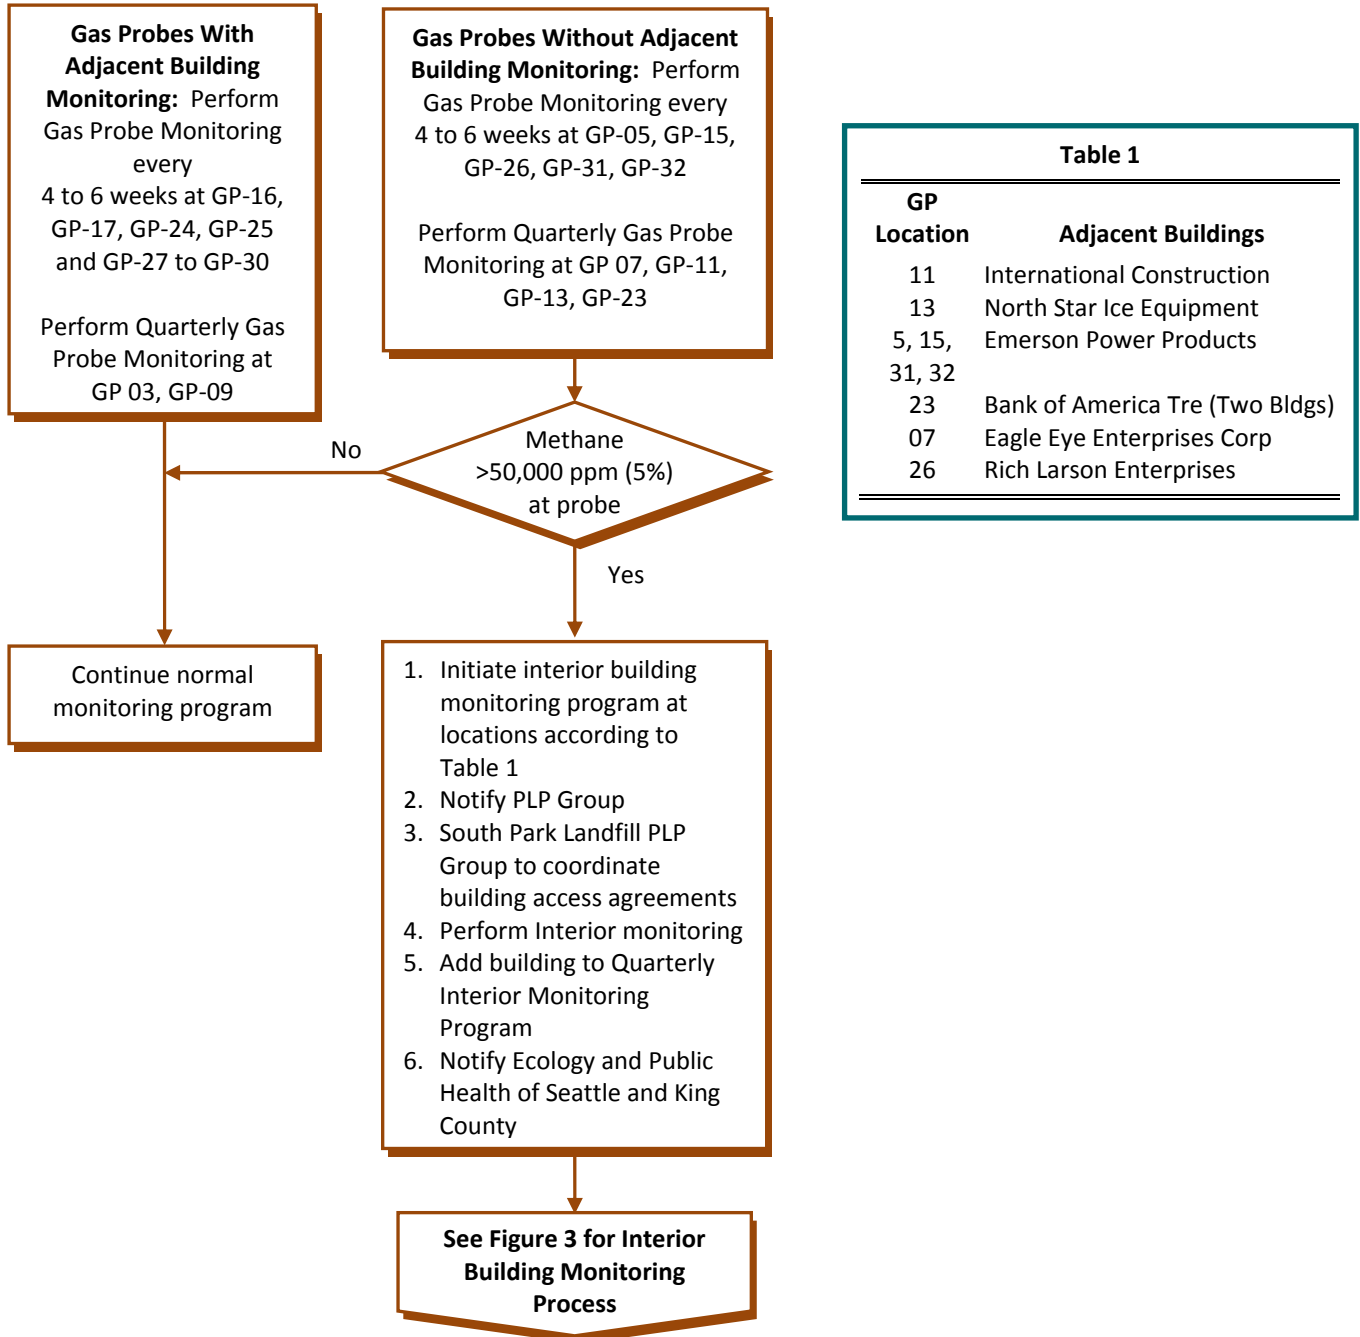 Gas Probes With
Adjacent Building
Monitoring: Perform
Gas Probe Monitoring
every
4 to 6 weeks at GP-16,
GP-17, GP-24, GP-25
and GP-27 to GP-30
Perform Quarterly Gas
Probe Monitoring at
GP 03, GP-09
Gas Probes Without Adjacent
Building Monitoring: Perform
Gas Probe Monitoring every
4 to 6 weeks at GP-05, GP-15,
GP-26, GP-31, GP-32
Perform Quarterly Gas Probe
Monitoring at GP 07, GP-11,
GP-13, GP-23
Table 1
GP
Location Adjacent Buildings
11 International Construction
13 North Star Ice Equipment
5, 15, Emerson Power Products
31, 32
23 Bank of America Tre (Two Bldgs)
07 Eagle Eye Enterprises Corp
26 Rich Larson Enterprises
Methane
>50,000 ppm (5%)
at probe
No
Yes
Continue normal
monitoring program
1. Initiate interior building
monitoring program at
locations according to
Table 1
2. Notify PLP Group
3. South Park Landfill PLP
Group to coordinate
building access agreements
4. Perform Interior monitoring
5. Add building to Quarterly
Interior Monitoring
Program
6. Notify Ecology and Public
Health of Seattle and King
County
See Figure 3 for Interior
Building Monitoring
Process